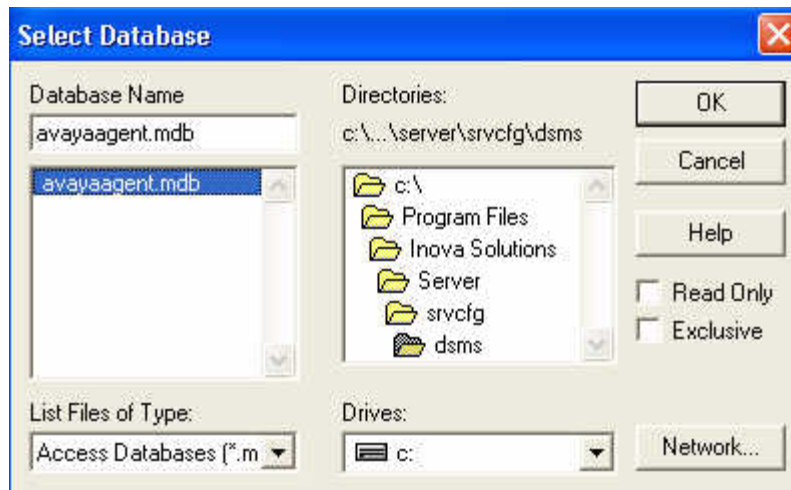 Select Database
Database Name
avayaagent.mdb
avayaagent.mdb
List Files of Type:
Access Databases (*.m
Directories:
c:\...\server\srvcfg\dsms
c:\
Program Files
Inova Solutions
Server
srvcfg
dsms
Drives:
c:
OK
Cancel
Help
Read Only
Exclusive
Network...